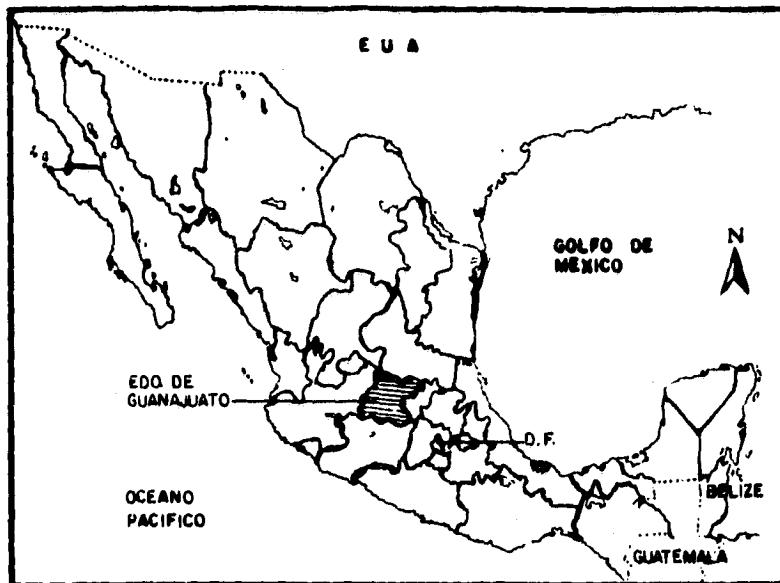 E U A
GOLFO DE
MEXICO
N
EDO. DE
GUANAJUATO
D.F.
OCEANO
PACIFICO
BELIZE
GUATEMALA